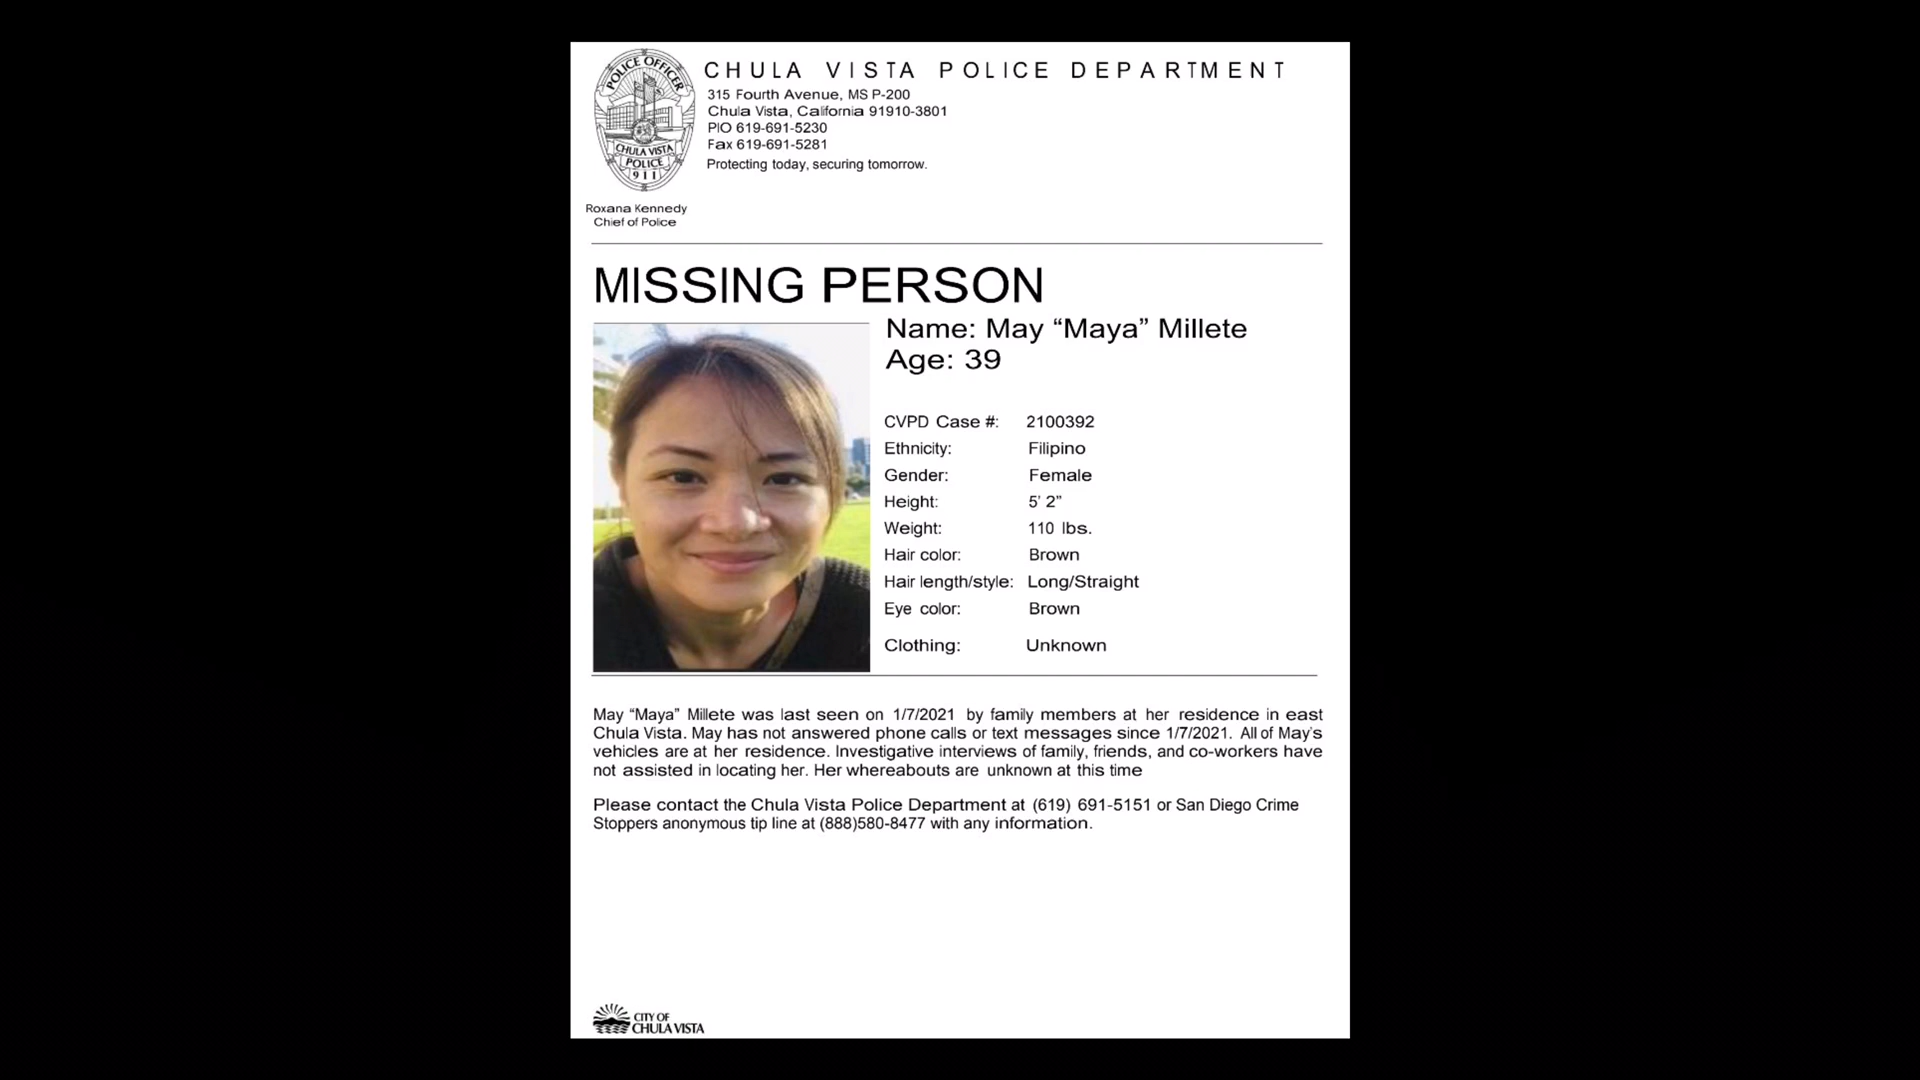 CHULA VISTA POLICE DEPARTMENT
315 Fourth Avenue, MS P-200
Chula Vista, California 91910-3801
PIO 619-691-5230
Fax 619-691-5281
Protecting today, securing tomorrow.
POLICE OFFICER
CHULA VISTA
POLICE
911
Roxana Kennedy
Chief of Police
MISSING PERSON
Name: May “Maya” Millete
Age: 39
CVPD Case #: 2100392
Ethnicity: Filipino
Gender: Female
Height: 5’ 2”
Weight: 110 lbs.
Hair color: Brown
Hair length/style: Long/Straight
Eye color: Brown
Clothing: Unknown
May “Maya” Millete was last seen on 1/7/2021 by family members at her residence in east
Chula Vista. May has not answered phone calls or text messages since 1/7/2021. All of May’s
vehicles are at her residence. Investigative interviews of family, friends, and co-workers have
not assisted in locating her. Her whereabouts are unknown at this time
Please contact the Chula Vista Police Department at (619) 691-5151 or San Diego Crime
Stoppers anonymous tip line at (888)580-8477 with any information.
CITY OF
CHULA VISTA